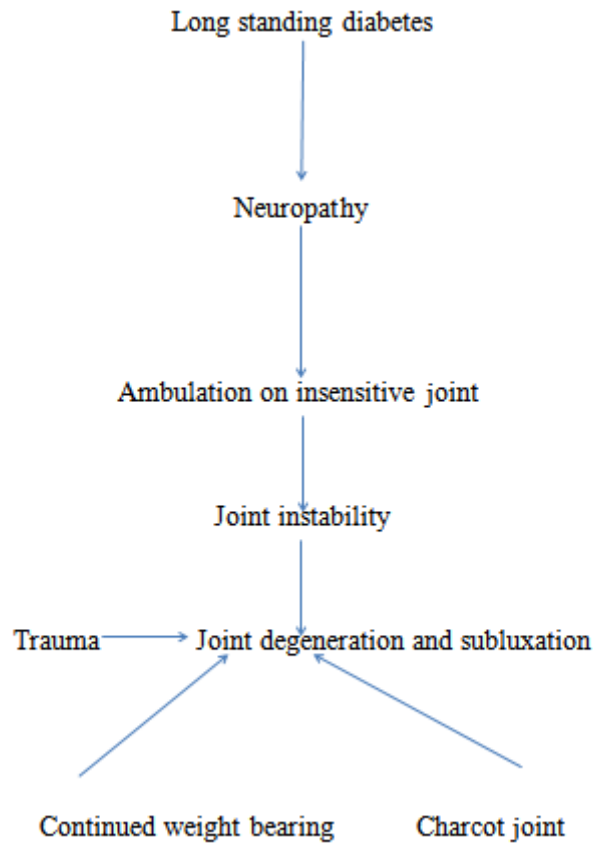 Long standing diabetes
Neuropathy
Ambulation on insensitive joint
Joint instability
Trauma
Joint degeneration and subluxation
Continued weight bearing
Charcot joint